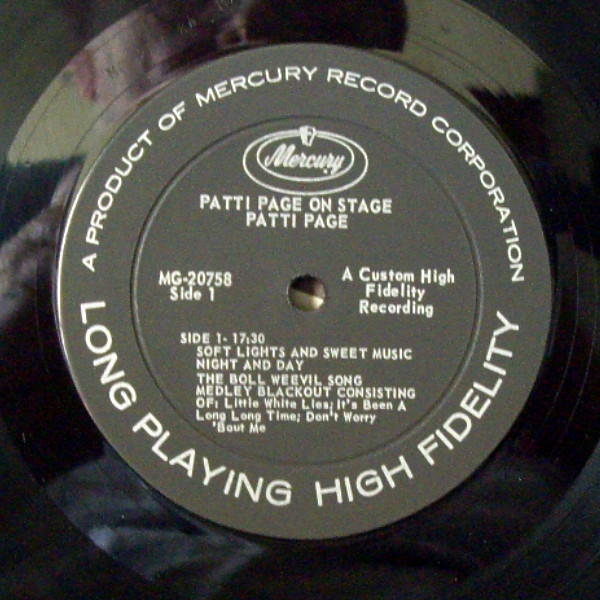 A PRODUCT OF MERCURY RECORD CORPORATION
Mercury
PATTI PAGE ON STAGE
PATTI PAGE
MG-20758
Side 1
A Custom High
Fidelity
Recording
SIDE 1- 17:30
SOFT LIGHTS AND SWEET MUSIC
NIGHT AND DAY
THE BOLL WEEVIL SONG
MEDLEY BLACKOUT CONSISTING
OF: Little White Lies; It's Been A
Long Long Time; Don't Worry
'Bout Me
LONG PLAYING HIGH FIDELITY